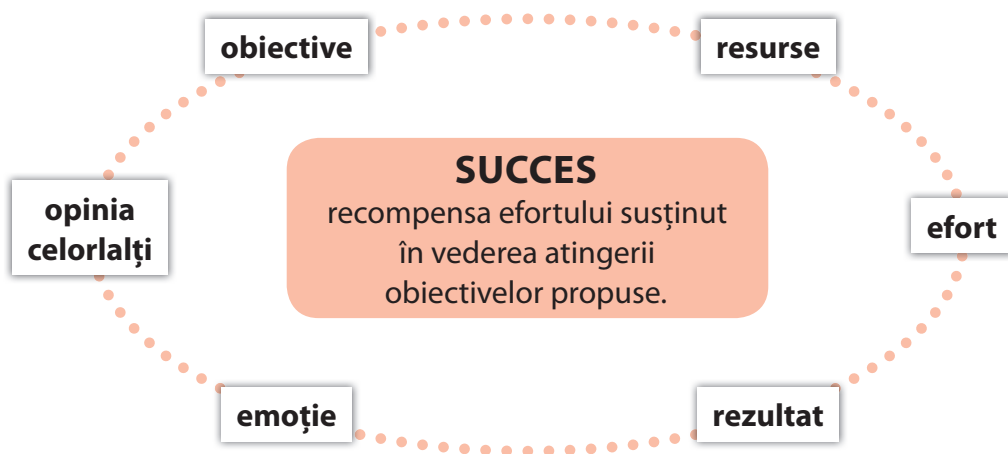 obiective
resurse
SUCCES
recompensa efortului susținut
în vederea atingerii
obiectivelor propuse.
opinia
celorlalți
efort
emoție
rezultat